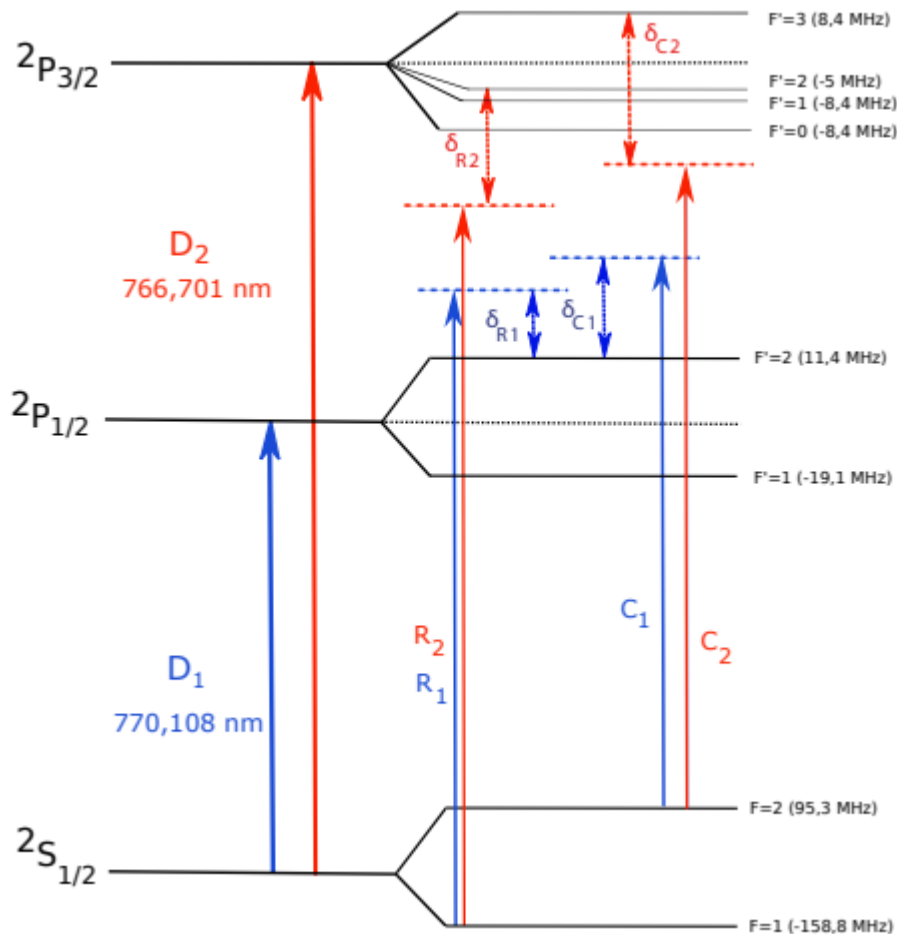 F'=3 (8,4 MHz)
δC2
2P3/2
F'=2 (-5 MHz)
F'=1 (-8,4 MHz)
F'=0 (-8,4 MHz)
δR2
D2
766,701 nm
δR1
δC1
F'=2 (11,4 MHz)
2P1/2
F'=1 (-19,1 MHz)
R2
C1
C2
R1
D1
770,108 nm
F=2 (95,3 MHz)
2S1/2
F=1 (-158,8 MHz)